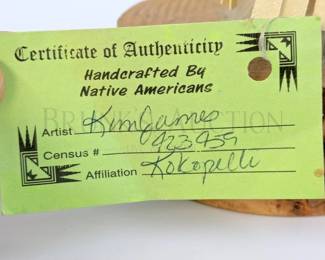 Certificate of Authenticity
Handcrafted By
Native Americans
Artist Kim James
Census # 423459
Affiliation Kokopelli